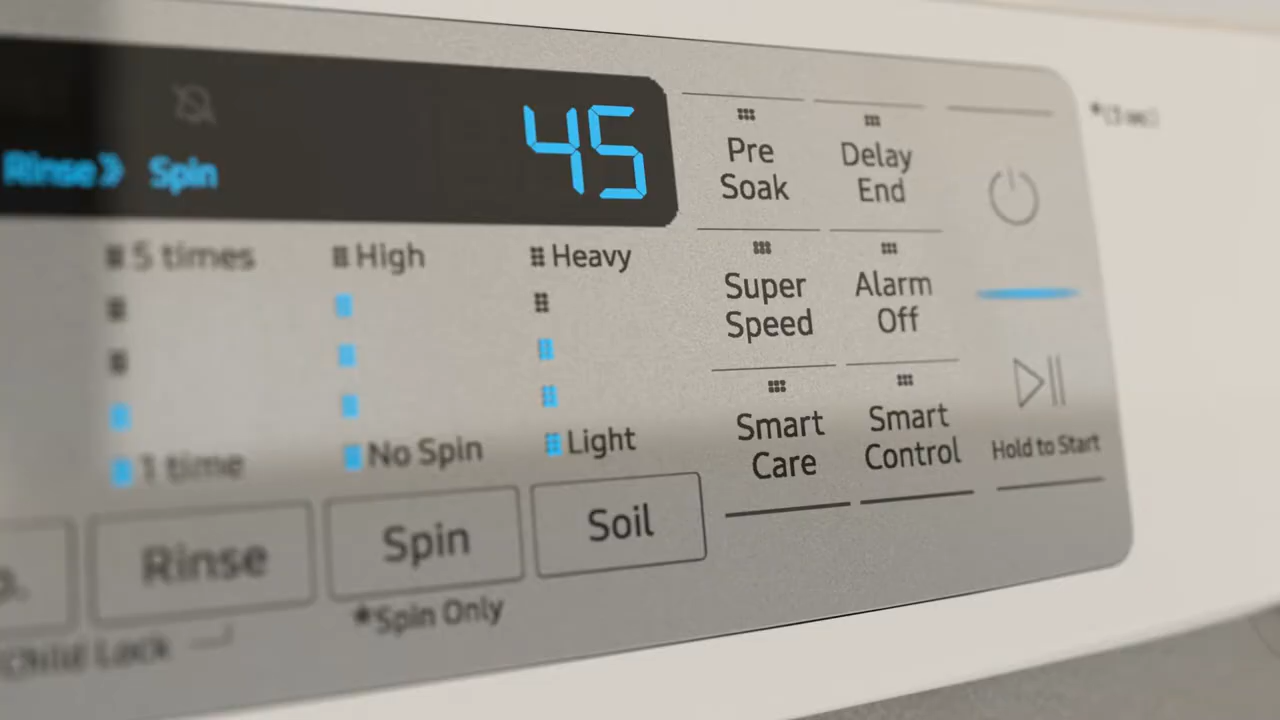 45
Rinse Spin
5 times High Heavy
1 time No Spin Light
Rinse Spin Soil
*Spin Only
Child Lock
Pre Soak
Delay End
Super Speed
Alarm Off
Smart Care
Smart Control
Hold to Start